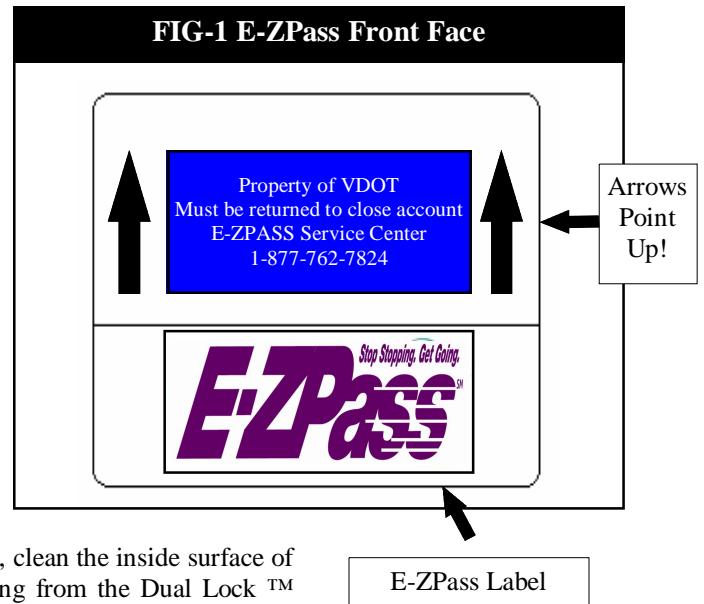 FIG-1 E-ZPass Front Face
Property of VDOT
Must be returned to close account
E-ZPASS Service Center
1-877-762-7824
Arrows
Point
Up!
Stop Stopping. Get Going.
E-ZPass SM
, clean the inside surface of
ng from the Dual Lock ™
E-ZPass Label